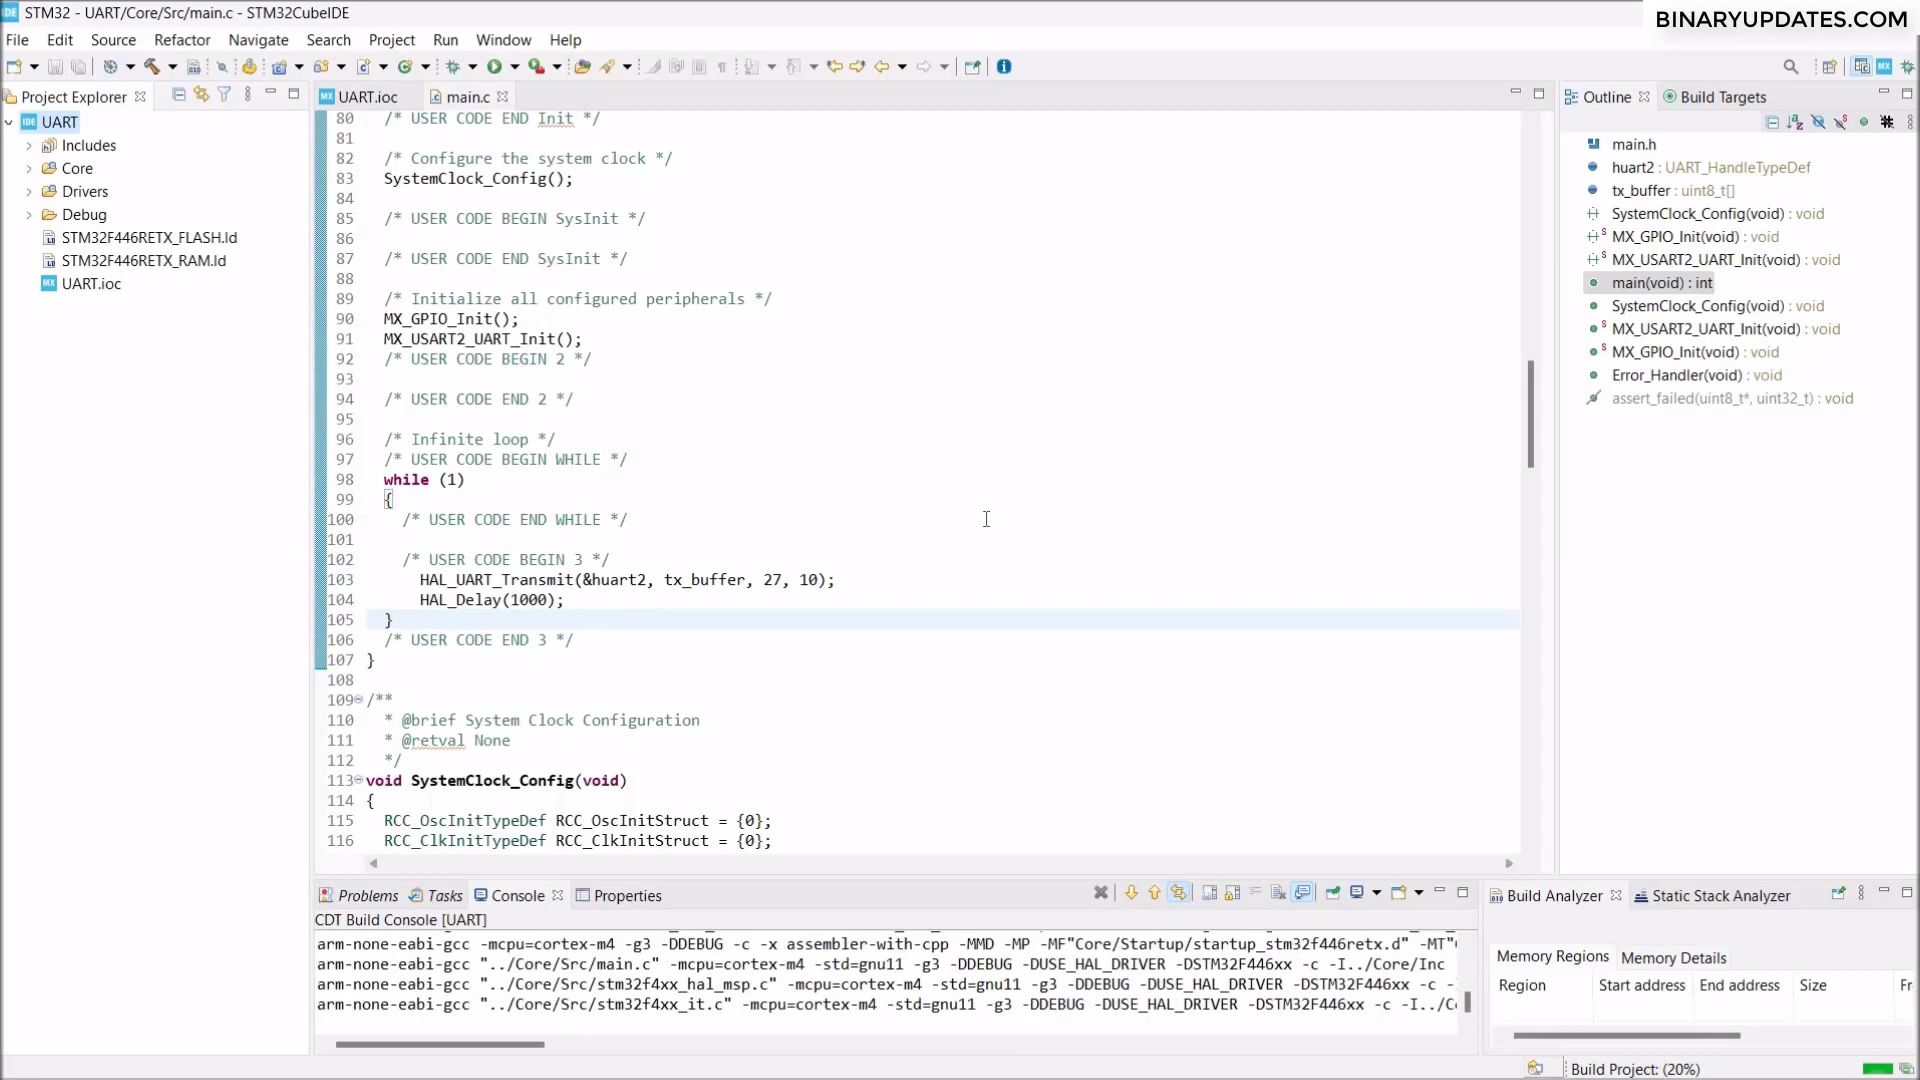 STM32 - UART/Core/Src/main.c - STM32CubeIDE
BINARYUPDATES.COM
File Edit Source Refactor Navigate Search Project Run Window Help
Project Explorer
UART
Includes
Core
Drivers
Debug
STM32F446RETX_FLASH.ld
STM32F446RETX_RAM.ld
UART.ioc
UART.ioc main.c
80 /* USER CODE END Init */
81
82 /* Configure the system clock */
83 SystemClock_Config();
84
85 /* USER CODE BEGIN SysInit */
86
87 /* USER CODE END SysInit */
88
89 /* Initialize all configured peripherals */
90 MX_GPIO_Init();
91 MX_USART2_UART_Init();
92 /* USER CODE BEGIN 2 */
93
94 /* USER CODE END 2 */
95
96 /* Infinite loop */
97 /* USER CODE BEGIN WHILE */
98 while (1)
99 {
100 /* USER CODE END WHILE */
101
102 /* USER CODE BEGIN 3 */
103 HAL_UART_Transmit(&huart2, tx_buffer, 27, 10);
104 HAL_Delay(1000);
105 }
106 /* USER CODE END 3 */
107 }
108
109 /**
110 * @brief System Clock Configuration
111 * @retval None
112 */
113 void SystemClock_Config(void)
114 {
115 RCC_OscInitTypeDef RCC_OscInitStruct = {0};
116 RCC_ClkInitTypeDef RCC_ClkInitStruct = {0};
Outline Build Targets
main.h
huart2 : UART_HandleTypeDef
tx_buffer : uint8_t[]
SystemClock_Config(void) : void
MX_GPIO_Init(void) : void
MX_USART2_UART_Init(void) : void
main(void) : int
SystemClock_Config(void) : void
MX_USART2_UART_Init(void) : void
MX_GPIO_Init(void) : void
Error_Handler(void) : void
assert_failed(uint8_t*, uint32_t) : void
Problems Tasks Console Properties
CDT Build Console [UART]
arm-none-eabi-gcc -mcpu=cortex-m4 -g3 -DDEBUG -c -x assembler-with-cpp -MMD -MP -MF"Core/Startup/startup_stm32f446retx.d" -MT"
arm-none-eabi-gcc "../Core/Src/main.c" -mcpu=cortex-m4 -std=gnu11 -g3 -DDEBUG -DUSE_HAL_DRIVER -DSTM32F446xx -c -I../Core/Inc
arm-none-eabi-gcc "../Core/Src/stm32f4xx_hal_msp.c" -mcpu=cortex-m4 -std=gnu11 -g3 -DDEBUG -DUSE_HAL_DRIVER -DSTM32F446xx -c -
arm-none-eabi-gcc "../Core/Src/stm32f4xx_it.c" -mcpu=cortex-m4 -std=gnu11 -g3 -DDEBUG -DUSE_HAL_DRIVER -DSTM32F446xx -c -I../C
Build Analyzer Static Stack Analyzer
Memory Regions Memory Details
Region Start address End address Size Fr
Build Project: (20%)